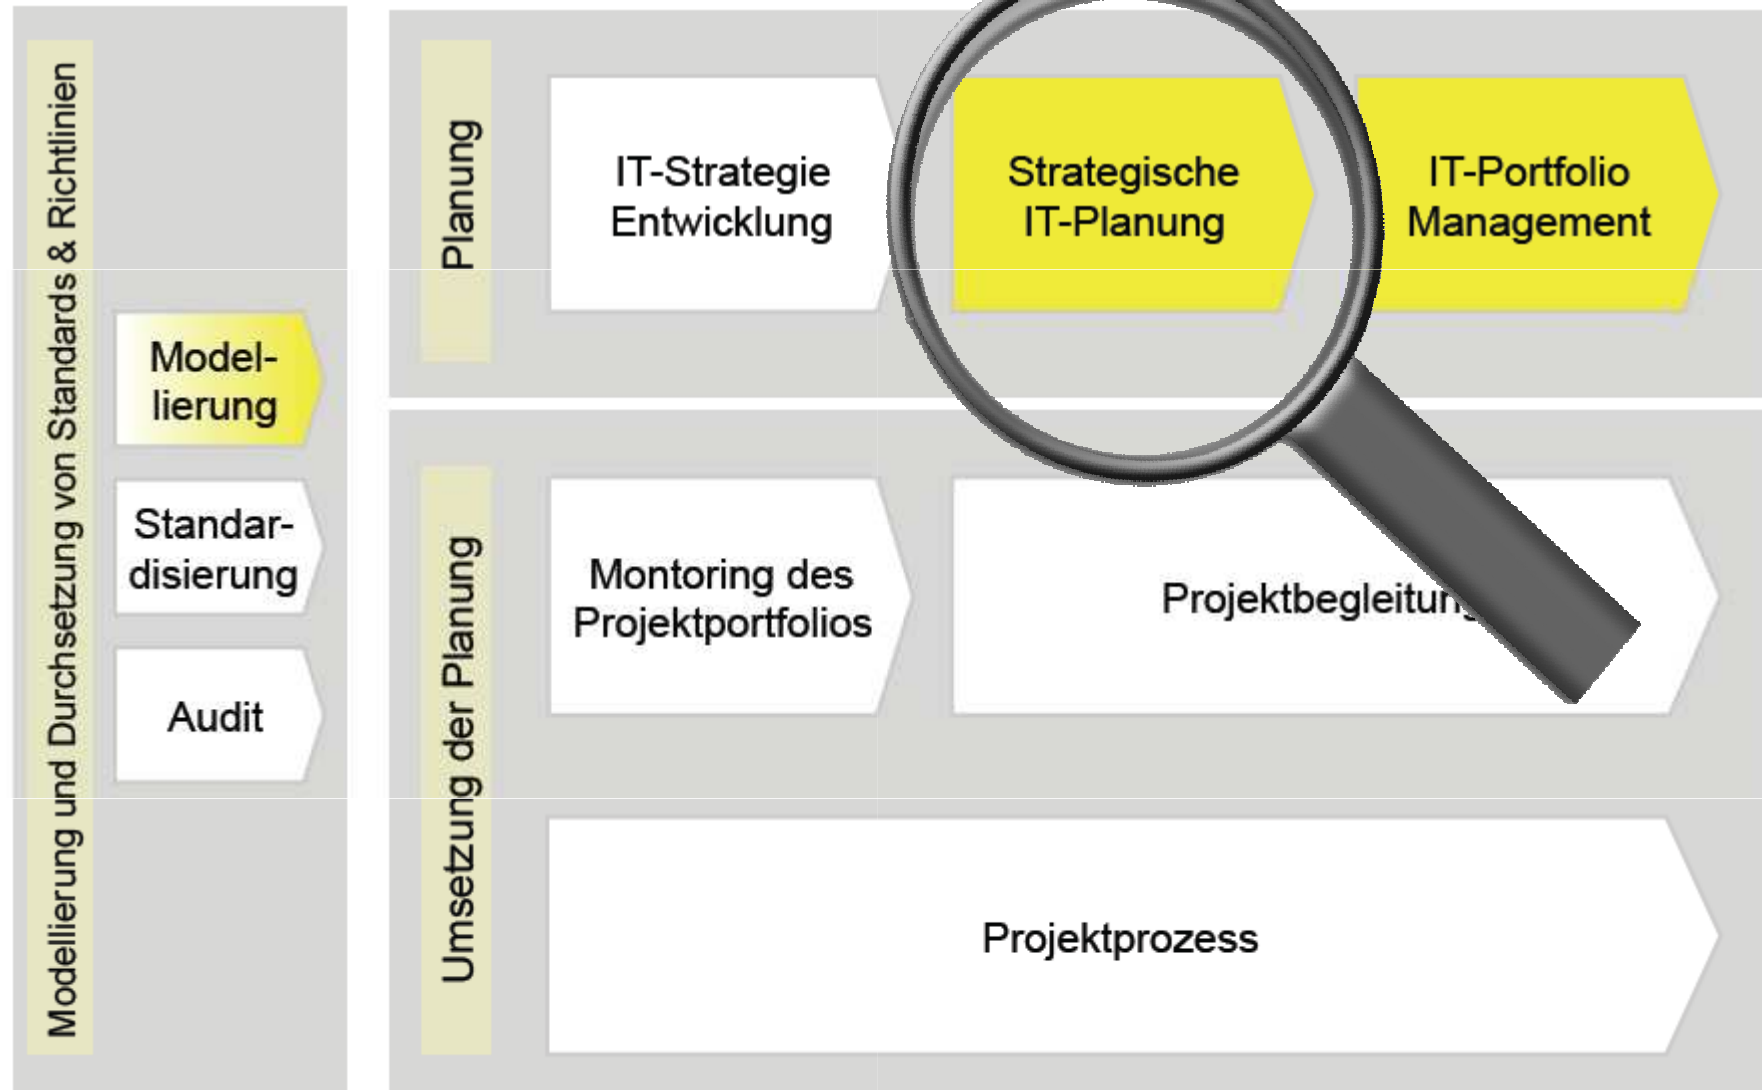 Modellierung und Durchsetzung von Standards & Richtlinien
Model-
lierung
Standar-
disierung
Audit
Planung
IT-Strategie
Entwicklung
Strategische
IT-Planung
IT-Portfolio
Management
Umsetzung der Planung
Montoring des
Projektportfolios
Projektbegleitung
Projektprozess